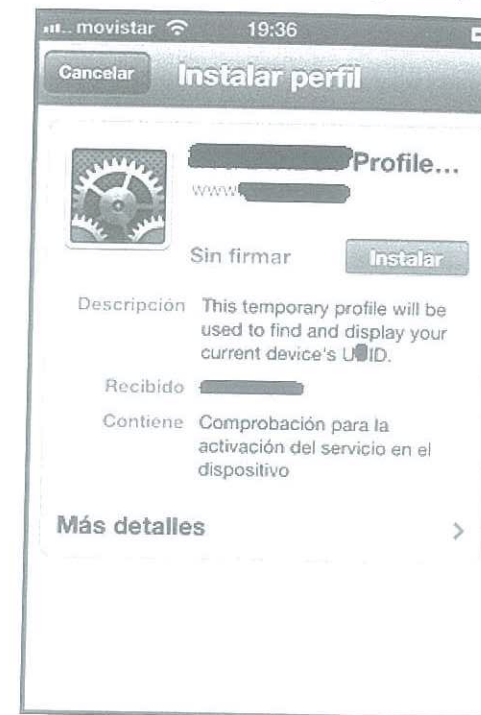 movistar 19:36
Cancelar Instalar perfil
Profile...
www
Sin firmar Instalar
Descripción This temporary profile will be
used to find and display your
current device's U ID.
Recibido
Contiene Comprobación para la
activación del servicio en el
dispositivo
Más detalles